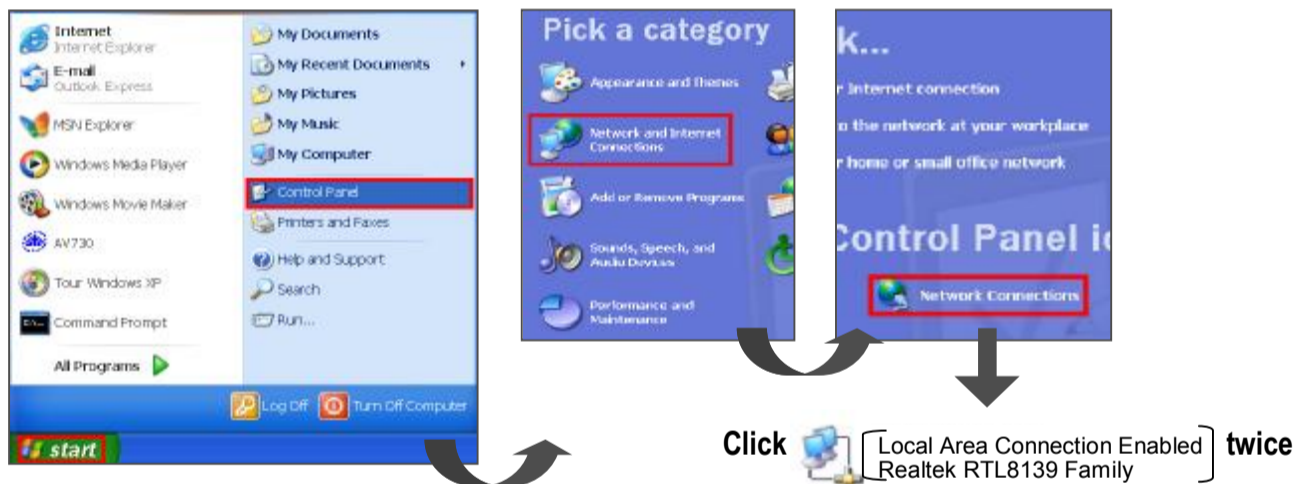 Internet
Internet Explorer
E-mail
Outlook Express
MSN Explorer
Windows Media Player
Windows Movie Maker
AV730
Tour Windows XP
Command Prompt
All Programs
My Documents
My Recent Documents
My Pictures
My Music
My Computer
Control Panel
Printers and Faxes
Help and Support
Search
Run...
Log Off
Turn Off Computer
start
Pick a category
Appearance and Themes
Network and Internet
Connections
Add or Remove Programs
Sounds, Speech, and
Audio Devices
Performance and
Maintenance
k...
r Internet connection
o the network at your workplace
r home or small office network
Control Panel ic
Network Connections
Click Local Area Connection Enabled twice
Realtek RTL8139 Family